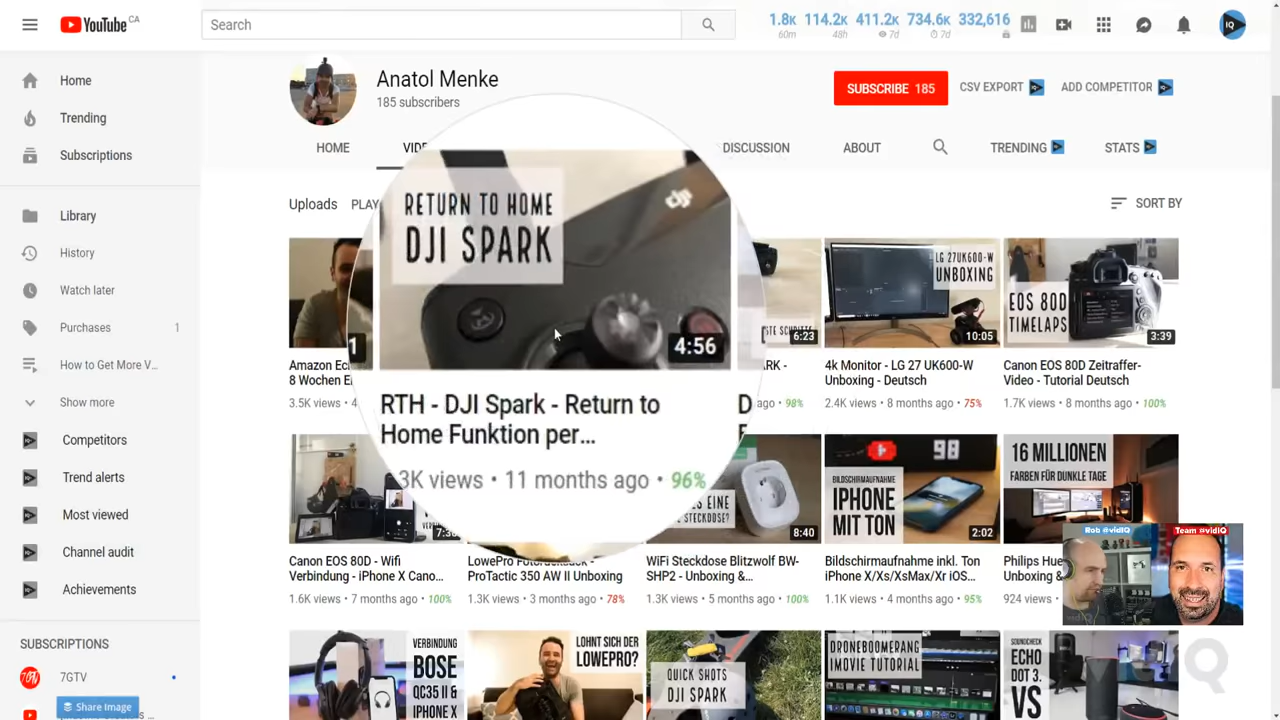 YouTube CA
Search
1.8K 114.2K 411.2K 734.6K 332,616
60m 48h 7d 7d
IQ
Home
Trending
Subscriptions
Library
History
Watch later
Purchases 1
How to Get More V...
Show more
Competitors
Trend alerts
Most viewed
Channel audit
Achievements
SUBSCRIPTIONS
7GTV
Share Image
Anatol Menke
185 subscribers
SUBSCRIBE 185
CSV EXPORT
ADD COMPETITOR
HOME
DISCUSSION
ABOUT
TRENDING
STATS
Uploads
SORT BY
RETURN TO HOME
DJI SPARK
4:56
RTH - DJI Spark - Return to
Home Funktion per...
3K views • 11 months ago • 96%
Amazon
8 Wochen
3.5K views
6:23
98%
LG 27UK600-W
UNBOXING
10:05
4k Monitor - LG 27 UK600-W
Unboxing - Deutsch
2.4K views • 8 months ago • 75%
EOS 80D
TIMELAPS
3:39
Canon EOS 80D Zeitraffer-
Video - Tutorial Deutsch
1.7K views • 8 months ago • 100%
Canon EOS 80D - Wifi
Verbindung - iPhone X Cano...
1.6K views • 7 months ago • 100%
ProTactic 350 AW II Unboxing
1.3K views • 3 months ago • 78%
8:40
WiFi Steckdose Blitzwolf BW-
SHP2 - Unboxing &...
1.3K views • 5 months ago • 100%
98
BILDSCHIRMAUFNAHME
IPHONE
MIT TON
2:02
Bildschirmaufnahme inkl. Ton
iPhone X/Xs/XsMax/Xr iOS...
1.1K views • 4 months ago • 95%
16 MILLIONEN
FARBEN FÜR DUNKLE TAGE
Philips Hue
Unboxing &
924 views
Rob @vidIQ
Team @vidIQ
VERBINDUNG
BOSE
QC35 II &
IPHONE X
LOHNT SICH DER
LOWEPRO?
QUICK SHOTS
DJI SPARK
DRONEBOOMERANG
IMOVIE TUTORIAL
SOUNDCHECK
ECHO
DOT 3.
VS